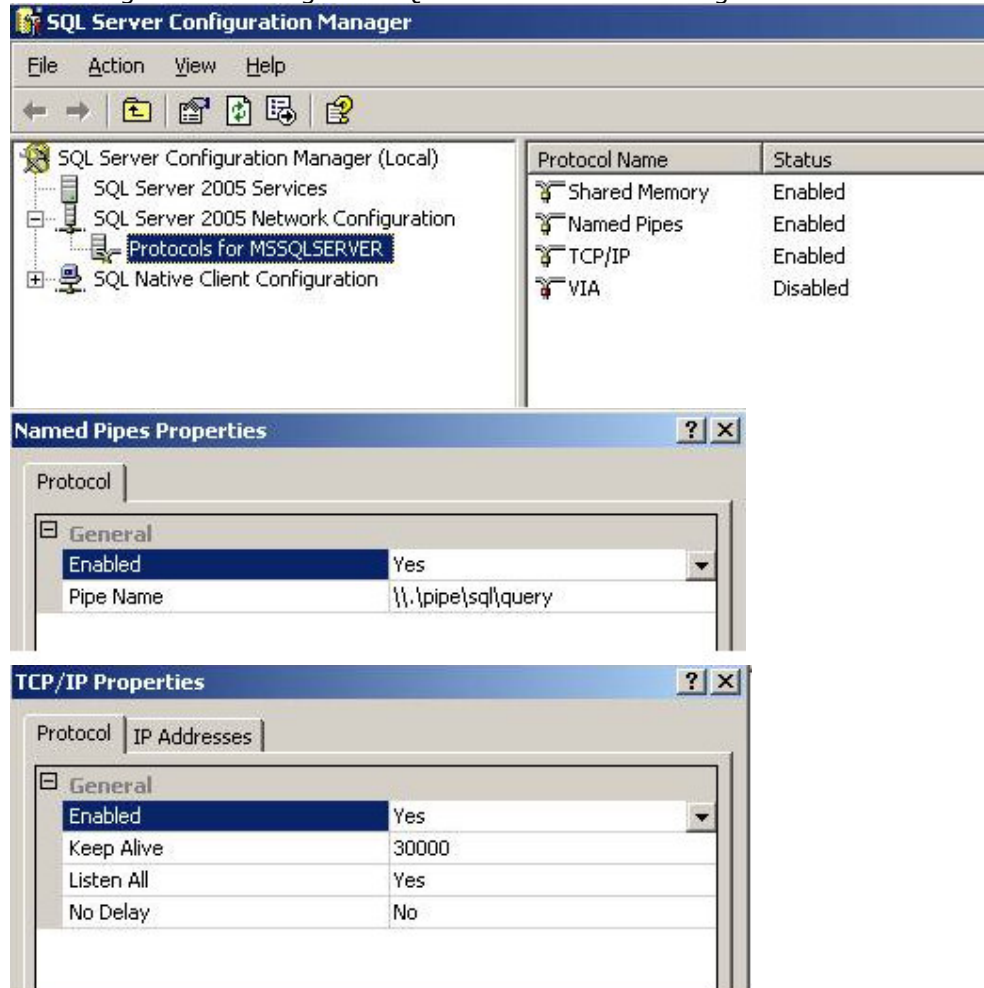 SQL Server Configuration Manager
File Action View Help
SQL Server Configuration Manager (Local)
SQL Server 2005 Services
SQL Server 2005 Network Configuration
Protocols for MSSQLSERVER
SQL Native Client Configuration
Protocol Name Status
Shared Memory Enabled
Named Pipes Enabled
TCP/IP Enabled
VIA Disabled
Named Pipes Properties
Protocol
General
Enabled Yes
Pipe Name \\.\pipe\sql\query
TCP/IP Properties
Protocol IP Addresses
General
Enabled Yes
Keep Alive 30000
Listen All Yes
No Delay No